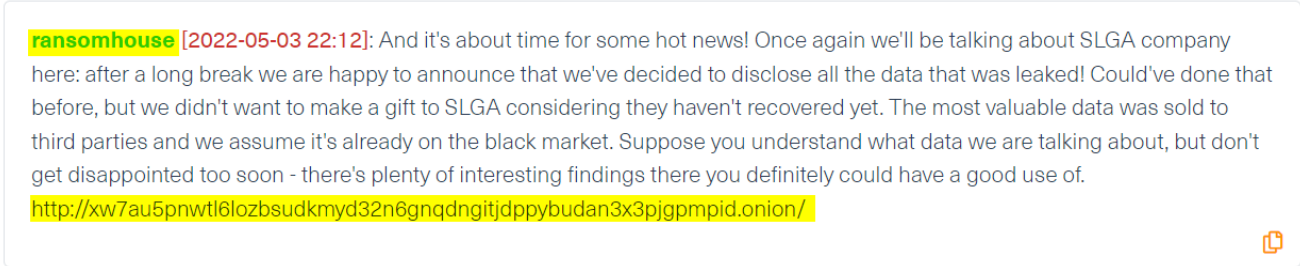 ransomhouse [2022-05-03 22:12]: And it's about time for some hot news! Once again we'll be talking about SLGA company
here: after a long break we are happy to announce that we've decided to disclose all the data that was leaked! Could've done that
before, but we didn't want to make a gift to SLGA considering they haven't recovered yet. The most valuable data was sold to
third parties and we assume it's already on the black market. Suppose you understand what data we are talking about, but don't
get disappointed too soon - there's plenty of interesting findings there you definitely could have a good use of.
http://xw7au5pnwtl6lozbsudkmyd32n6gnqdngitjdppybudan3x3pjgpmpid.onion/